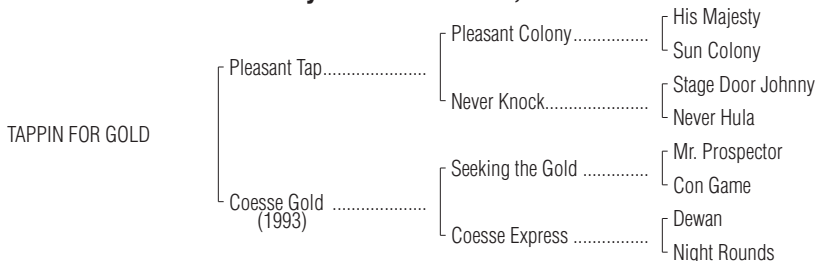 His Majesty
Pleasant Colony................
Sun Colony
Pleasant Tap......................
Stage Door Johnny
Never Knock......................
Never Hula
TAPPIN FOR GOLD
Mr. Prospector
Seeking the Gold ..............
Con Game
Coesse Gold ....................
(1993)
Dewan
Coesse Express ................
Night Rounds